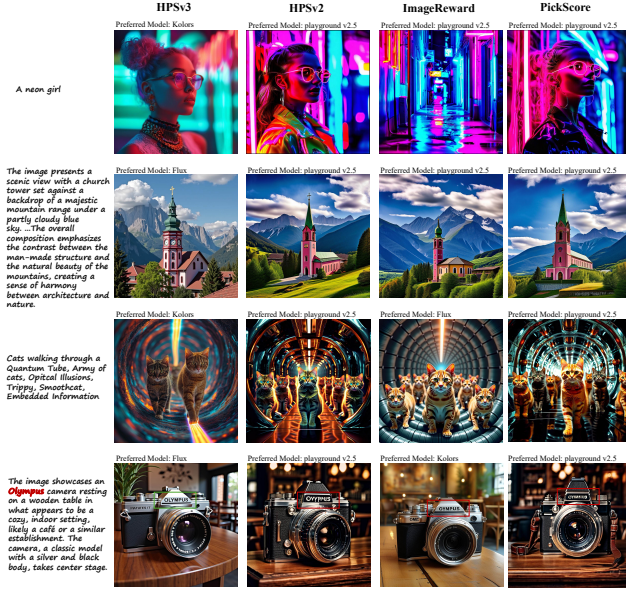 HPSv3 HPSv2 ImageReward PickScore
Preferred Model: Kolors Preferred Model: playground v2.5 Preferred Model: playground v2.5 Preferred Model: playground v2.5
A neon girl
Preferred Model: Flux Preferred Model: playground v2.5 Preferred Model: playground v2.5 Preferred Model: playground v2.5
The image presents a
scenic view with a church
tower set against a
backdrop of a majestic
mountain range under a
partly cloudy blue
sky. ...The overall
composition emphasizes
the contrast between the
man-made structure and
the natural beauty of the
mountains, creating a
sense of harmony
between architecture and
nature.
Preferred Model: Kolors Preferred Model: playground v2.5 Preferred Model: Flux Preferred Model: playground v2.5
Cats walking through a
Quantum Tube, Army of
cats, Opitcal Illusions,
Trippy, Smoothcat,
Embedded Information
Preferred Model: Flux Preferred Model: playground v2.5 Preferred Model: Kolors Preferred Model: playground v2.5
The image showcases an
Olympus camera resting
on a wooden table in
what appears to be a
cozy, indoor setting,
likely a café or a similar
establishment. The
camera, a classic model
with a silver and black
body, takes center stage.
OLYMPUS
OLYMPUS